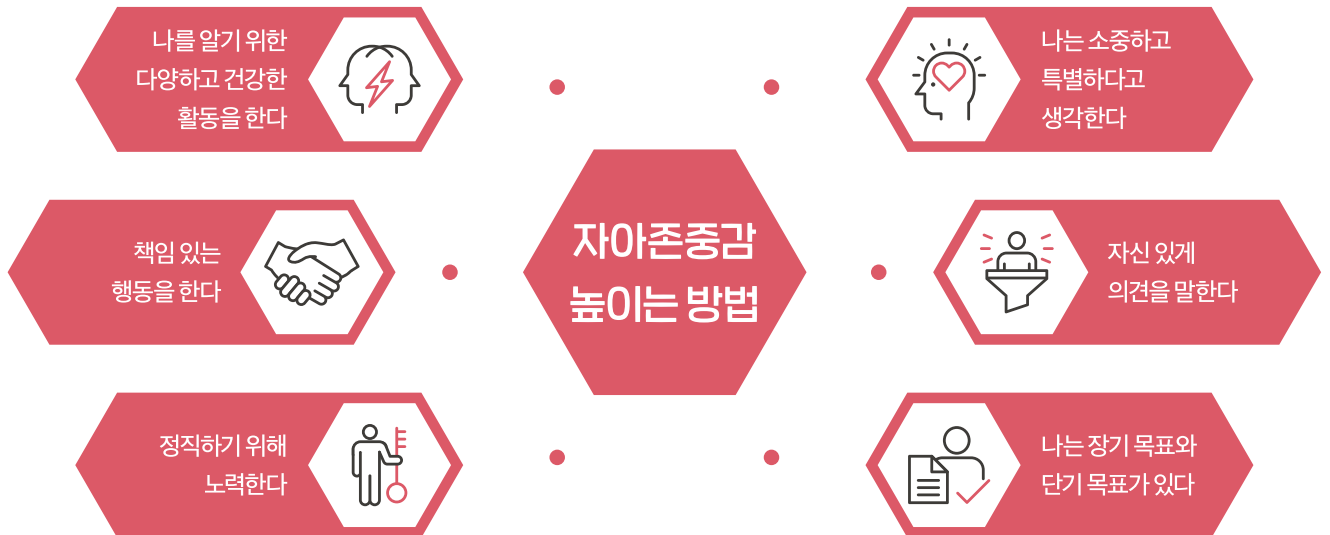 나를 알기 위한
다양하고 건강한
활동을 한다
나는 소중하고
특별하다고
생각한다
자아존중감
높이는 방법
책임 있는
행동을 한다
자신 있게
의견을 말한다
정직하기 위해
노력한다
나는 장기 목표와
단기 목표가 있다